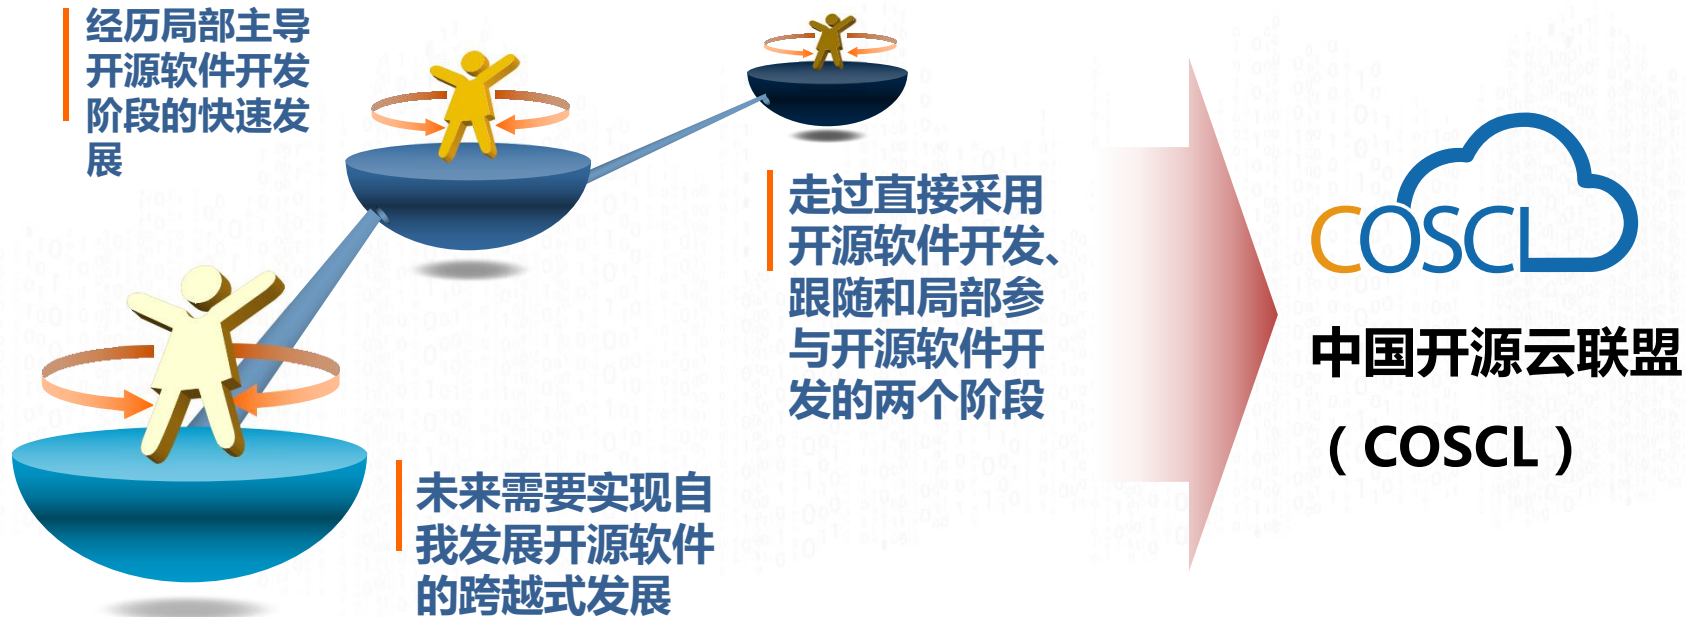 经历局部主导
开源软件开发
阶段的快速发
展
走过直接采用
开源软件开发、
跟随和局部参
与开源软件开
发的两个阶段
未来需要实现自
我发展开源软件
的跨越式发展
COSCL
中国开源云联盟
（COSCL）